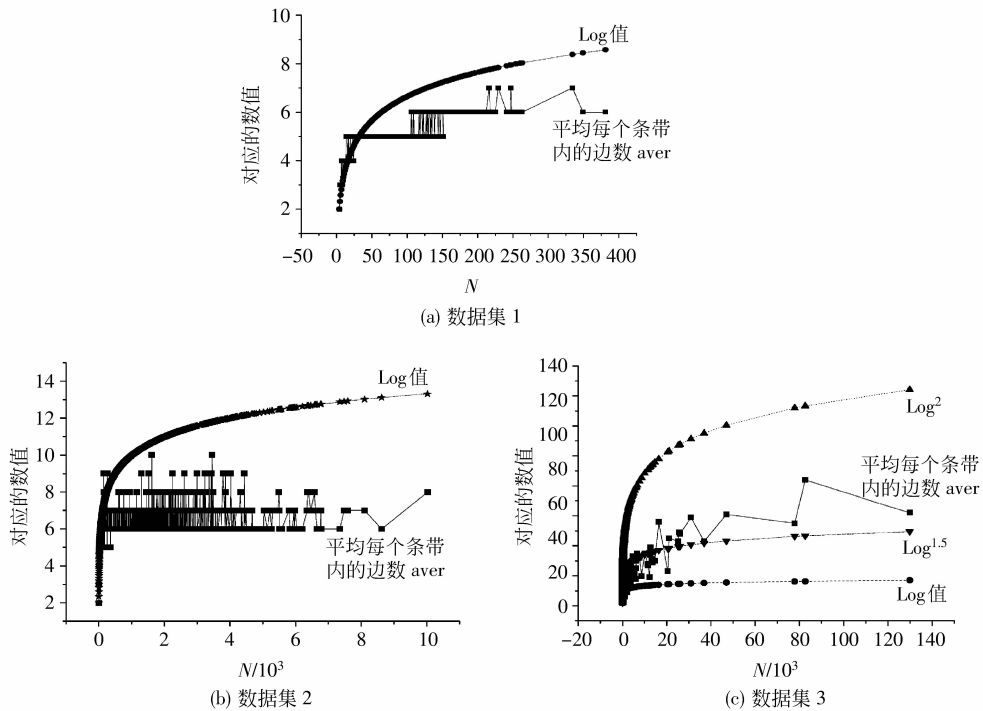 10
8
6
4
2
对应的数值
Log值
平均每个条带
内的边数 aver
-50 0 50 100 150 200 250 300 350 400
N
(a) 数据集 1
14
12
10
8
6
4
2
对应的数值
Log值
平均每个条带
内的边数 aver
0 2 4 6 8 10
N/10³
(b) 数据集 2
140
120
100
80
60
40
20
0
对应的数值
Log²
平均每个条带
内的边数 aver
Log¹·⁵
Log值
-20 0 20 40 60 80 100 120 140
N/10³
(c) 数据集 3